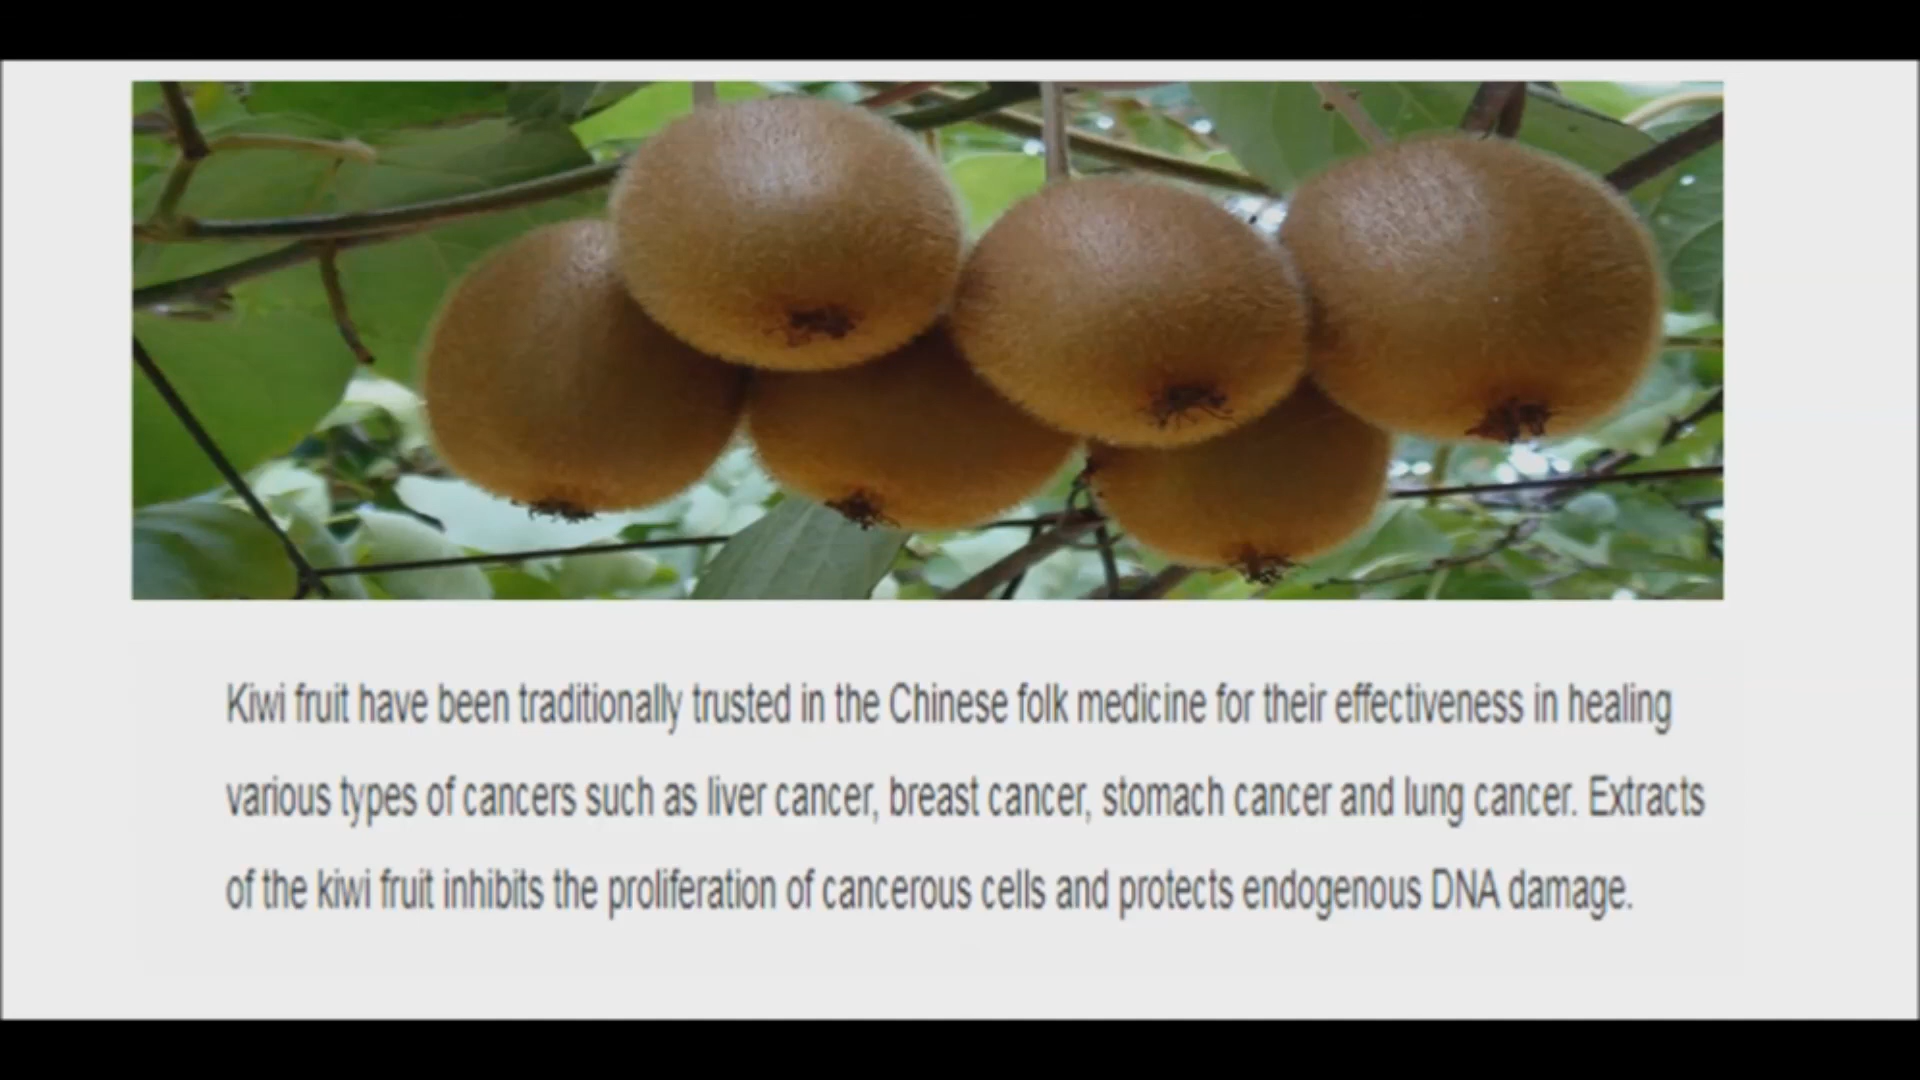 Kiwi fruit have been traditionally trusted in the Chinese folk medicine for their effectiveness in healing
various types of cancers such as liver cancer, breast cancer, stomach cancer and lung cancer. Extracts
of the kiwi fruit inhibits the proliferation of cancerous cells and protects endogenous DNA damage.